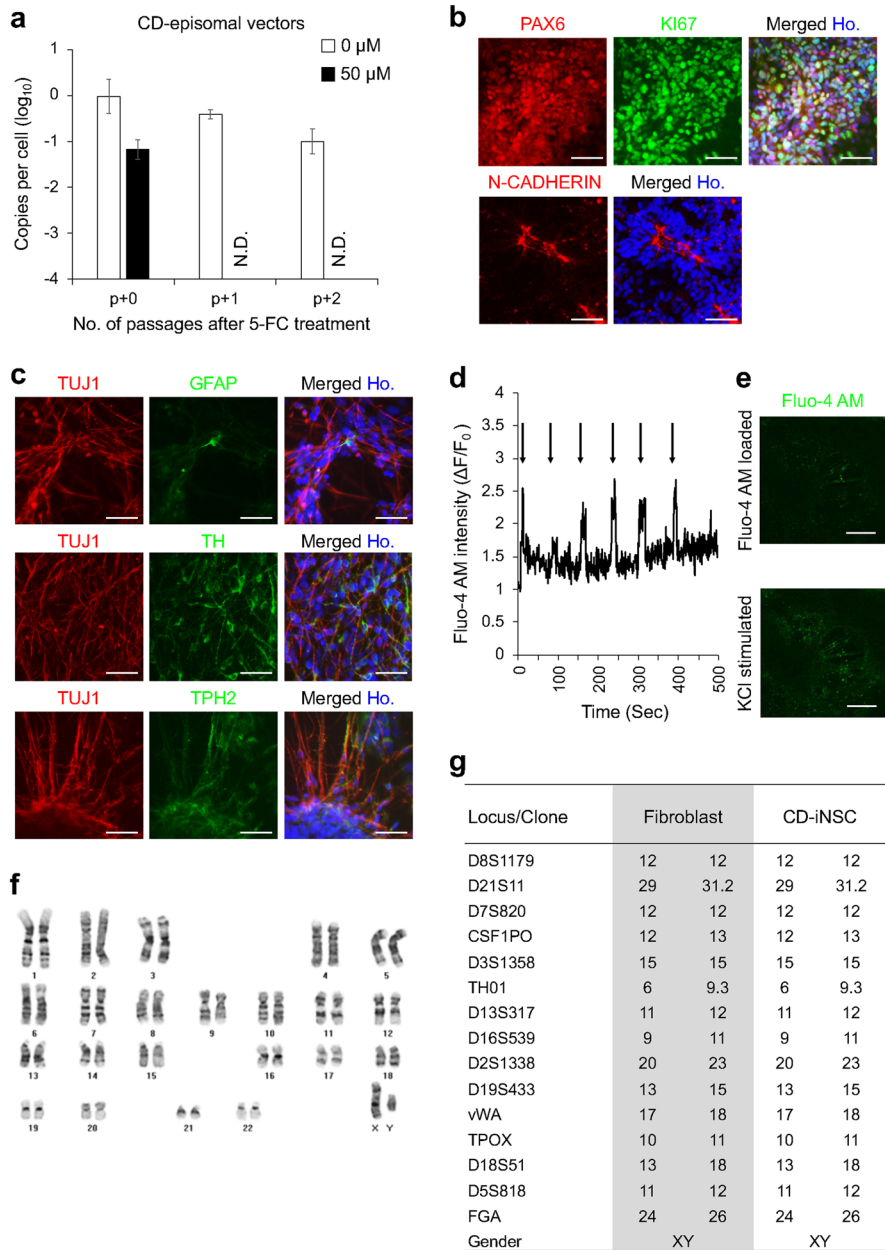 a
CD-episomal vectors
0 µM
50 µM
Copies per cell (log10)
1
0
-1
-2
-3
-4
N.D.
N.D.
p+0 p+1 p+2
No. of passages after 5-FC treatment
b
PAX6 KI67 Merged Ho.
N-CADHERIN Merged Ho.
c
TUJ1 GFAP Merged Ho.
TUJ1 TH Merged Ho.
TUJ1 TPH2 Merged Ho.
d
Fluo-4 AM intensity (ΔF/F0)
4
3.5
3
2.5
2
1.5
1
0.5
0
0 100 200 300 400 500
Time (Sec)
e
Fluo-4 AM
Fluo-4 AM loaded
KCl stimulated
f
1 2 3 4 5
6 7 8 9 10 11 12
13 14 15 16 17 18
19 20 21 22 X Y
g
Locus/Clone Fibroblast CD-iNSC
D8S1179 12 12 12 12
D21S11 29 31.2 29 31.2
D7S820 12 12 12 12
CSF1PO 12 13 12 13
D3S1358 15 15 15 15
TH01 6 9.3 6 9.3
D13S317 11 12 11 12
D16S539 9 11 9 11
D2S1338 20 23 20 23
D19S433 13 15 13 15
vWA 17 18 17 18
TPOX 10 11 10 11
D18S51 13 18 13 18
D5S818 11 12 11 12
FGA 24 26 24 26
Gender XY XY